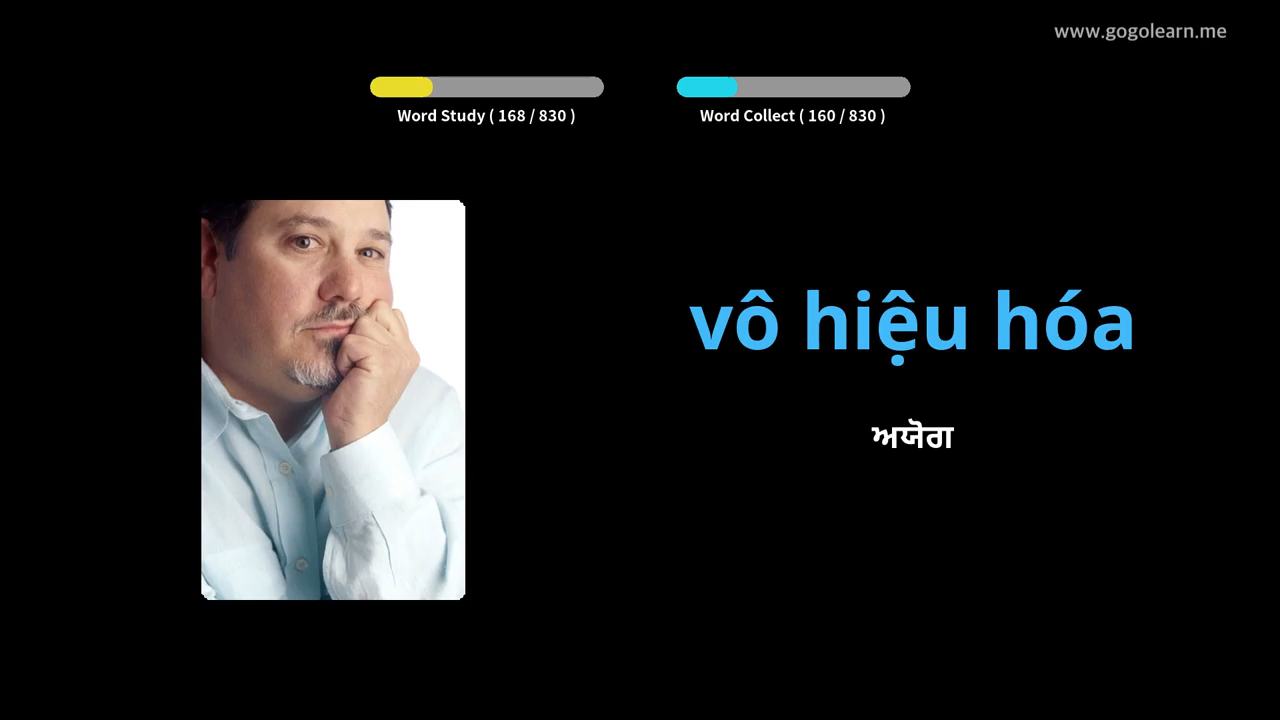 www.gogolearn.me
Word Study ( 168 / 830 )
Word Collect ( 160 / 830 )
vô hiệu hóa
ਅਯੋਗ